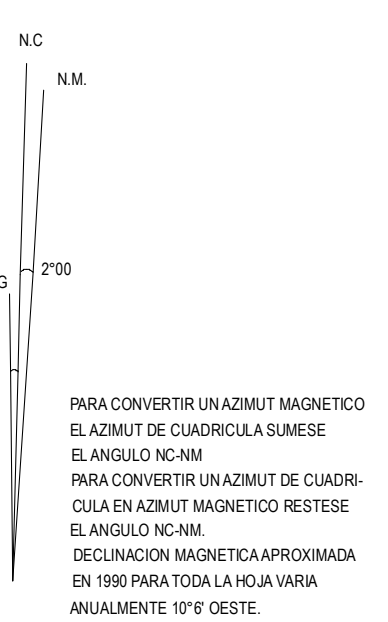 N.C
N.M.
2°00
G
PARA CONVERTIR UN AZIMUT MAGNETICO
EL AZIMUT DE CUADRICULA SUMESE
EL ANGULO NC-NM
PARA CONVERTIR UN AZIMUT DE CUADRI-
CULA EN AZIMUT MAGNETICO RESTESE
EL ANGULO NC-NM.
DECLINACION MAGNETICA APROXIMADA
EN 1990 PARA TODA LA HOJA VARIA
ANUALMENTE 10°6' OESTE.